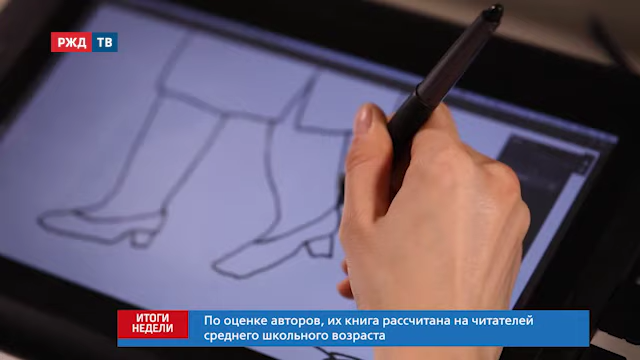 РЖД ТВ
ИТОГИ НЕДЕЛИ
По оценке авторов, их книга рассчитана на читателей
среднего школьного возраста